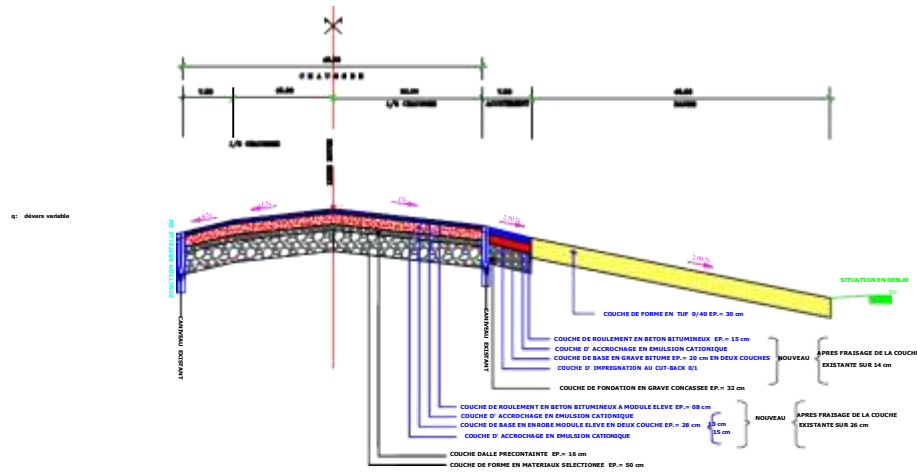 CHAUSSEE
1/2 CHAUSSEE
1/2 CHAUSSEE
q: dévers variable
1%
1%
2.50 %
2.00 %
SITUATION EN DEBLAI
CANIVEAU EXISTANT
CANIVEAU EXISTANT
COUCHE DE FORME EN TUF 0/40 EP.= 30 cm
COUCHE DE ROULEMENT EN BETON BITUMINEUX EP.= 15 cm
COUCHE D' ACCROCHAGE EN EMULSION CATIONIQUE
COUCHE DE BASE EN GRAVE BITUME EP.= 20 cm EN DEUX COUCHES
COUCHE D' IMPREGNATION AU CUT-BACK 0/1
NOUVEAU
APRES FRAISAGE DE LA COUCHE
EXISTANTE SUR 14 cm
COUCHE DE FONDATION EN GRAVE CONCASSEE EP.= 32 cm
COUCHE DE ROULEMENT EN BETON BITUMINEUX A MODULE ELEVE EP.= 08 cm
COUCHE D' ACCROCHAGE EN EMULSION CATIONIQUE
COUCHE DE BASE EN ENROBE MODULE ELEVE EN DEUX COUCHE EP.= 28 cm
13 cm
15 cm
COUCHE D' ACCROCHAGE EN EMULSION CATIONIQUE
NOUVEAU
APRES FRAISAGE DE LA COUCHE
EXISTANTE SUR 26 cm
COUCHE DALLE PRECONTAINTE EP.= 16 cm
COUCHE DE FORME EN MATERIAUX SELECTIONEE EP.= 50 cm